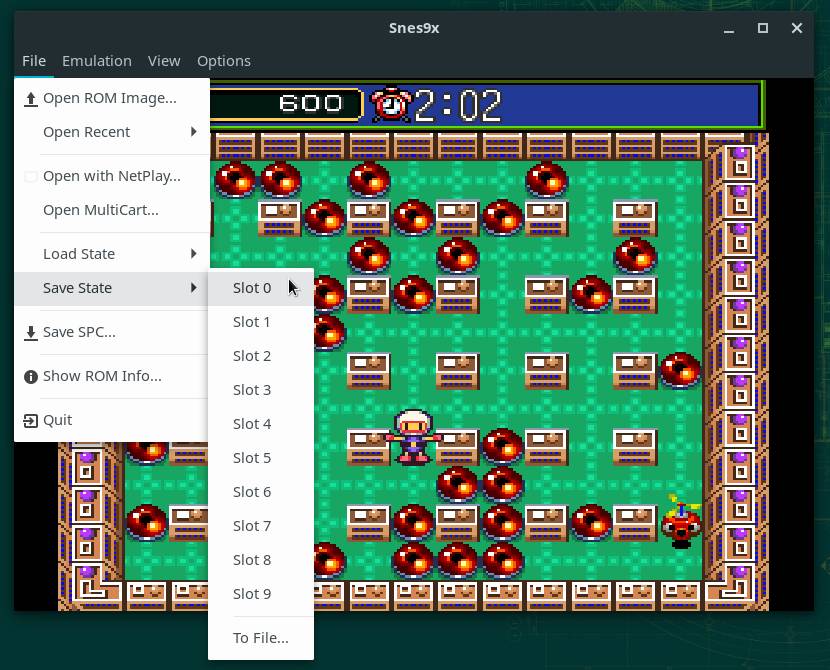 Snes9x
File Emulation View Options
Open ROM Image...
Open Recent
Open with NetPlay...
Open MultiCart...
Load State
Save State
Save SPC...
Show ROM Info...
Quit
Slot 0
Slot 1
Slot 2
Slot 3
Slot 4
Slot 5
Slot 6
Slot 7
Slot 8
Slot 9
To File...
600 2:02